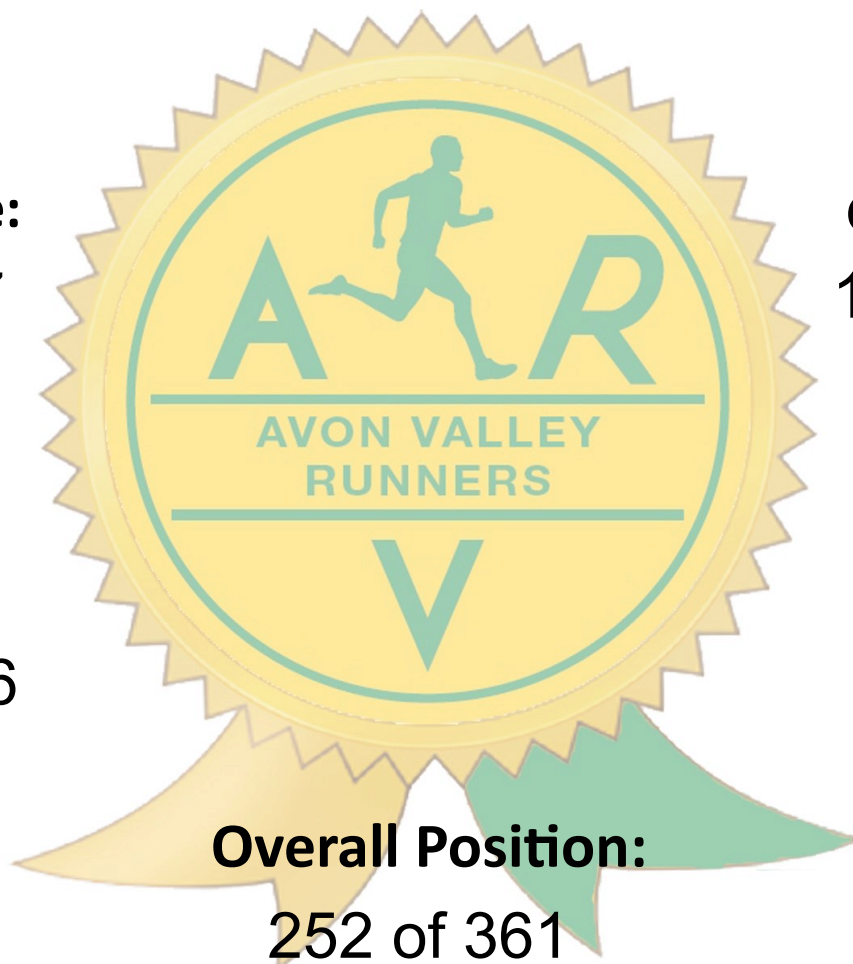 A R
AVON VALLEY
RUNNERS
V
Overall Position:
252 of 361